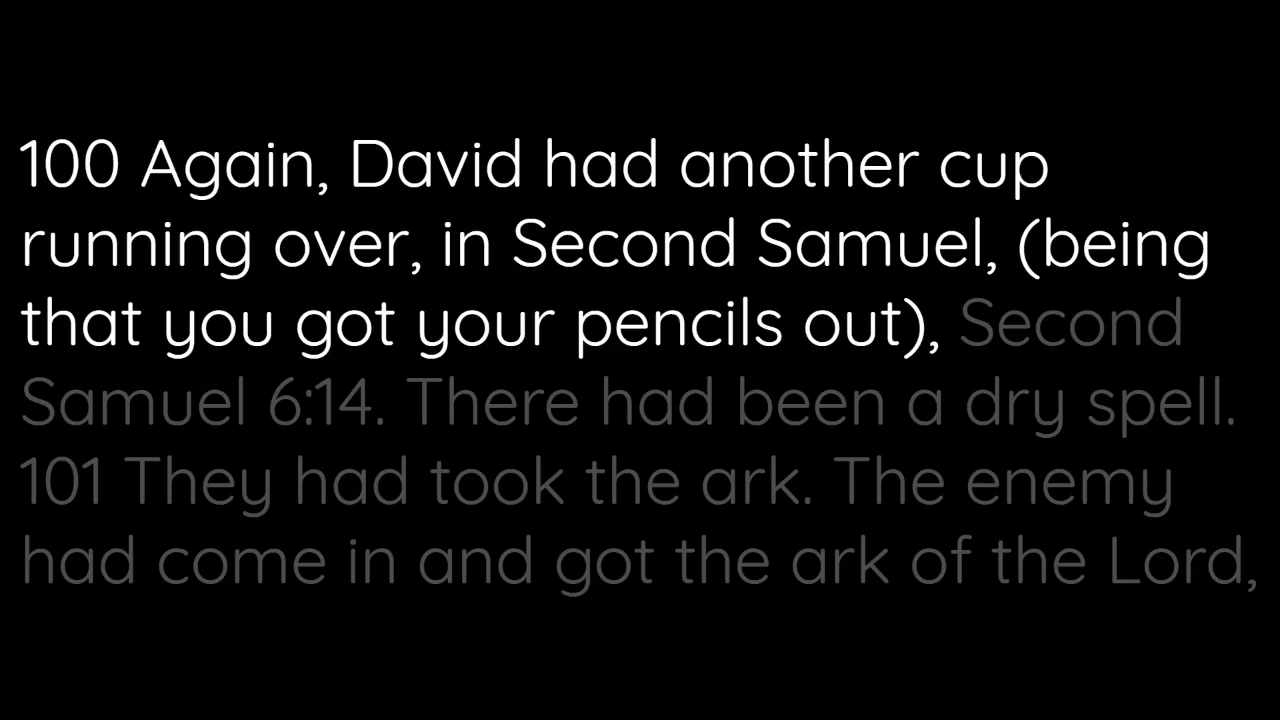 100 Again, David had another cup
running over, in Second Samuel, (being
that you got your pencils out), Second
Samuel 6:14. There had been a dry spell.
101 They had took the ark. The enemy
had come in and got the ark of the Lord,